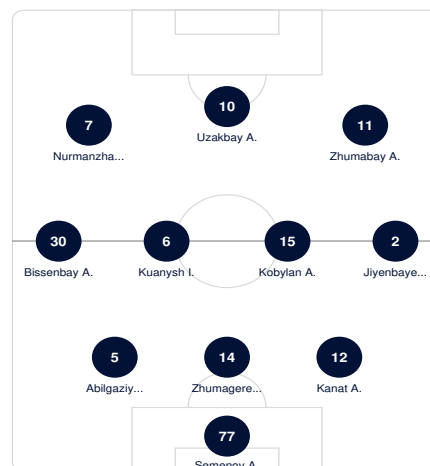 10
7
11
Uzakbay A.
Nurmanzha...
Zhumabay A.
30
6
15
2
Bissenbay A.
Kuanysh I.
Kobylan A.
Jiyenbaye...
5
14
12
Abilgaziy...
Zhumagere...
Kanat A.
77
Semenov A.